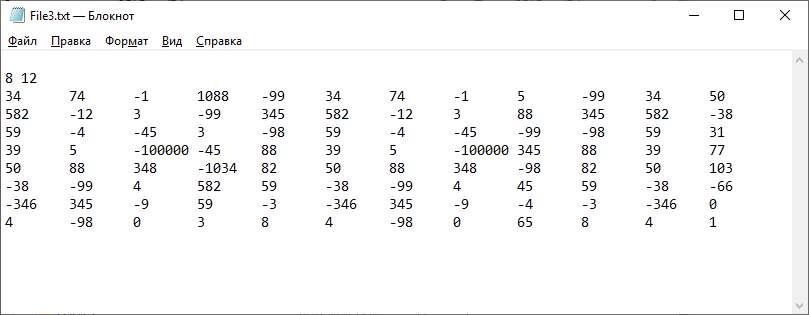 File3.txt — Блокнот
Файл Правка Формат Вид Справка
8 12
34 74 -1 1088 -99 34 74 -1 5 -99 34 50
582 -12 3 -99 345 582 -12 3 88 345 582 -38
59 -4 -45 3 -98 59 -4 -45 -99 -98 59 31
39 5 -100000 -45 88 39 5 -100000 345 88 39 77
50 88 348 -1034 82 50 88 348 -98 82 50 103
-38 -99 4 582 59 -38 -99 4 45 59 -38 -66
-346 345 -9 59 -3 -346 345 -9 -4 -3 -346 0
4 -98 0 3 8 4 -98 0 65 8 4 1